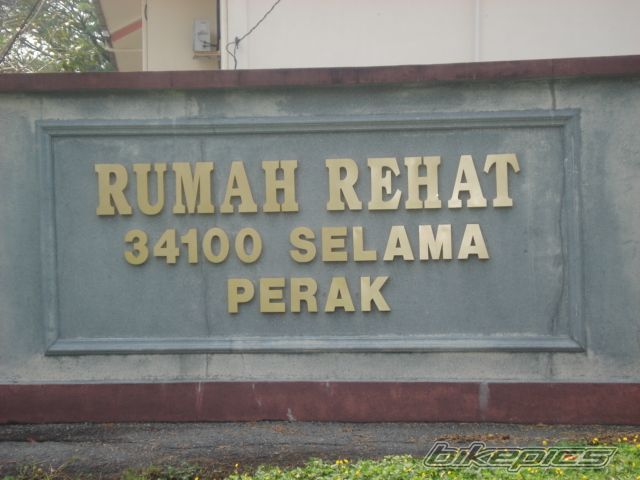 RUMAH REHAT
34100 SELAMA
PERAK
bikepics